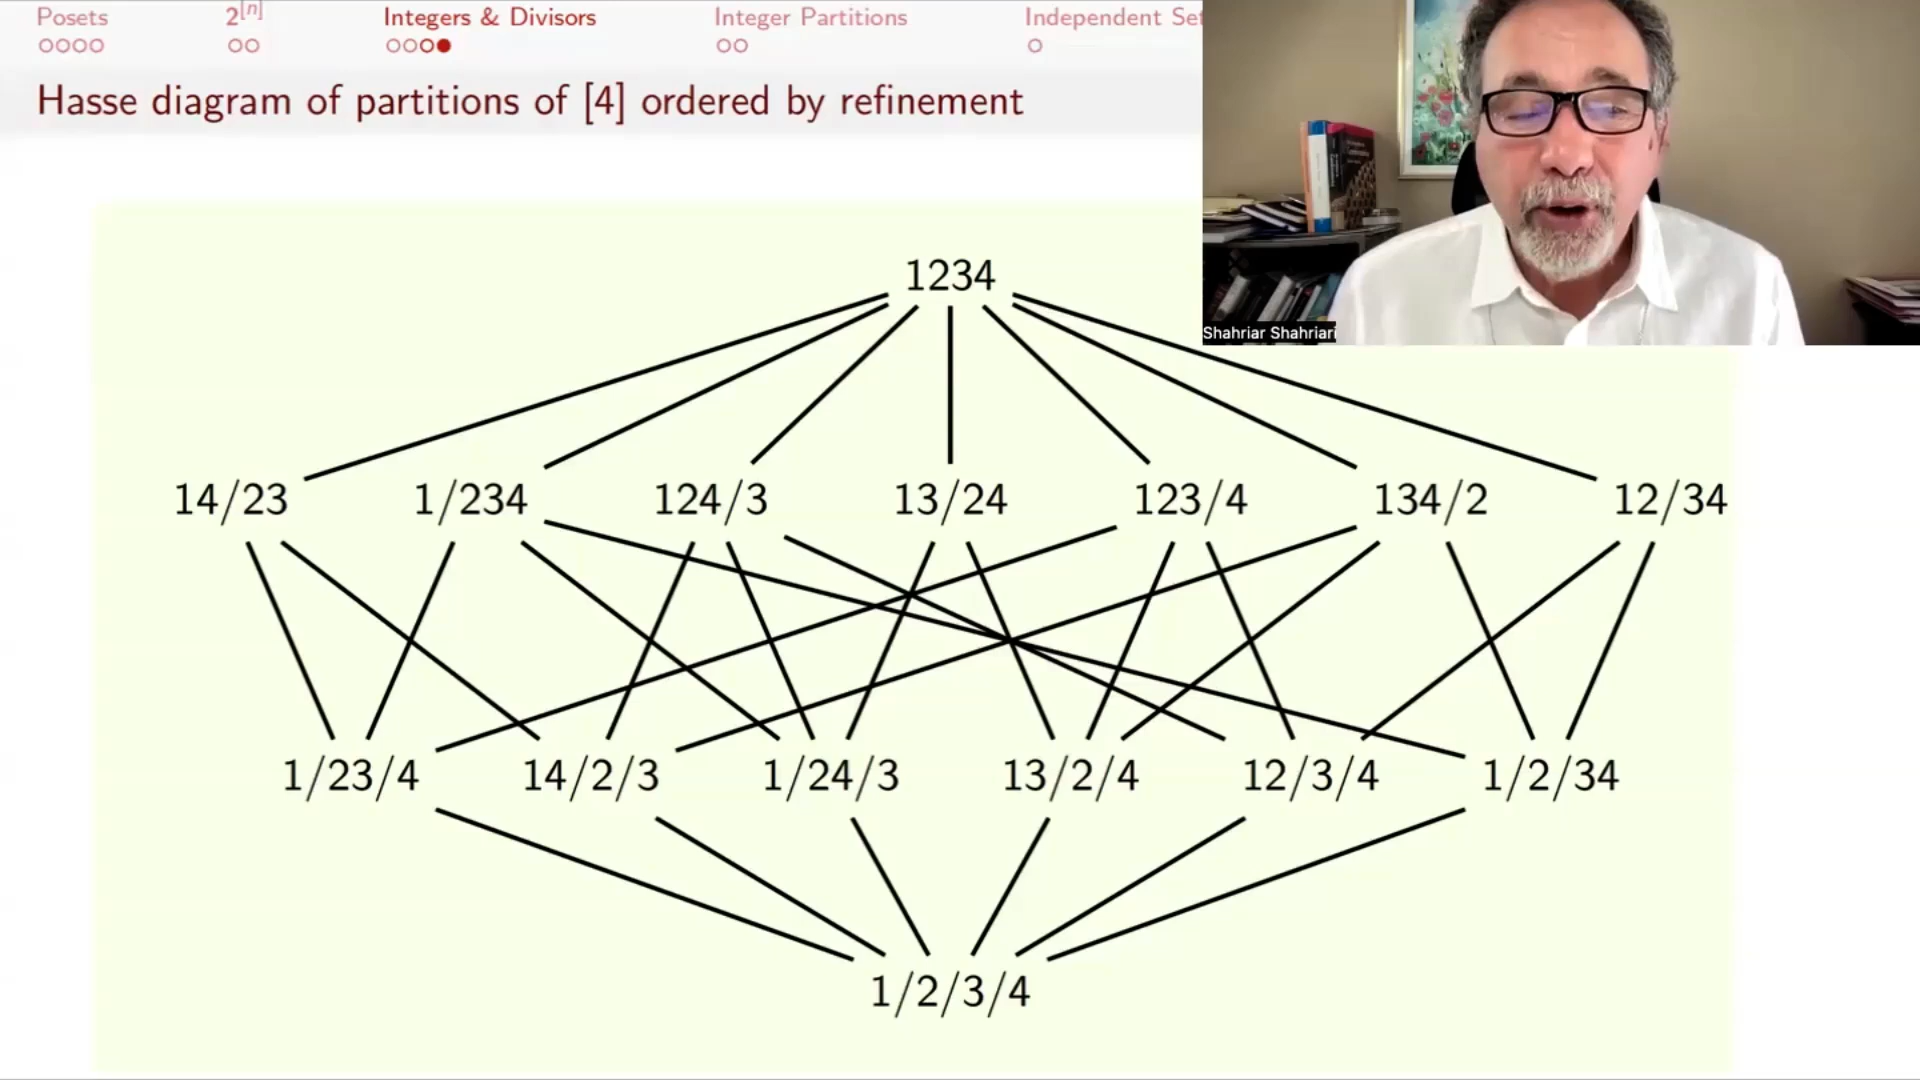 Posets 2^[n] Integers & Divisors Integer Partitions Independent Set
Hasse diagram of partitions of [4] ordered by refinement
Shahriar Shahriari
1234
14/23 1/234 124/3 13/24 123/4 134/2 12/34
1/23/4 14/2/3 1/24/3 13/2/4 12/3/4 1/2/34
1/2/3/4